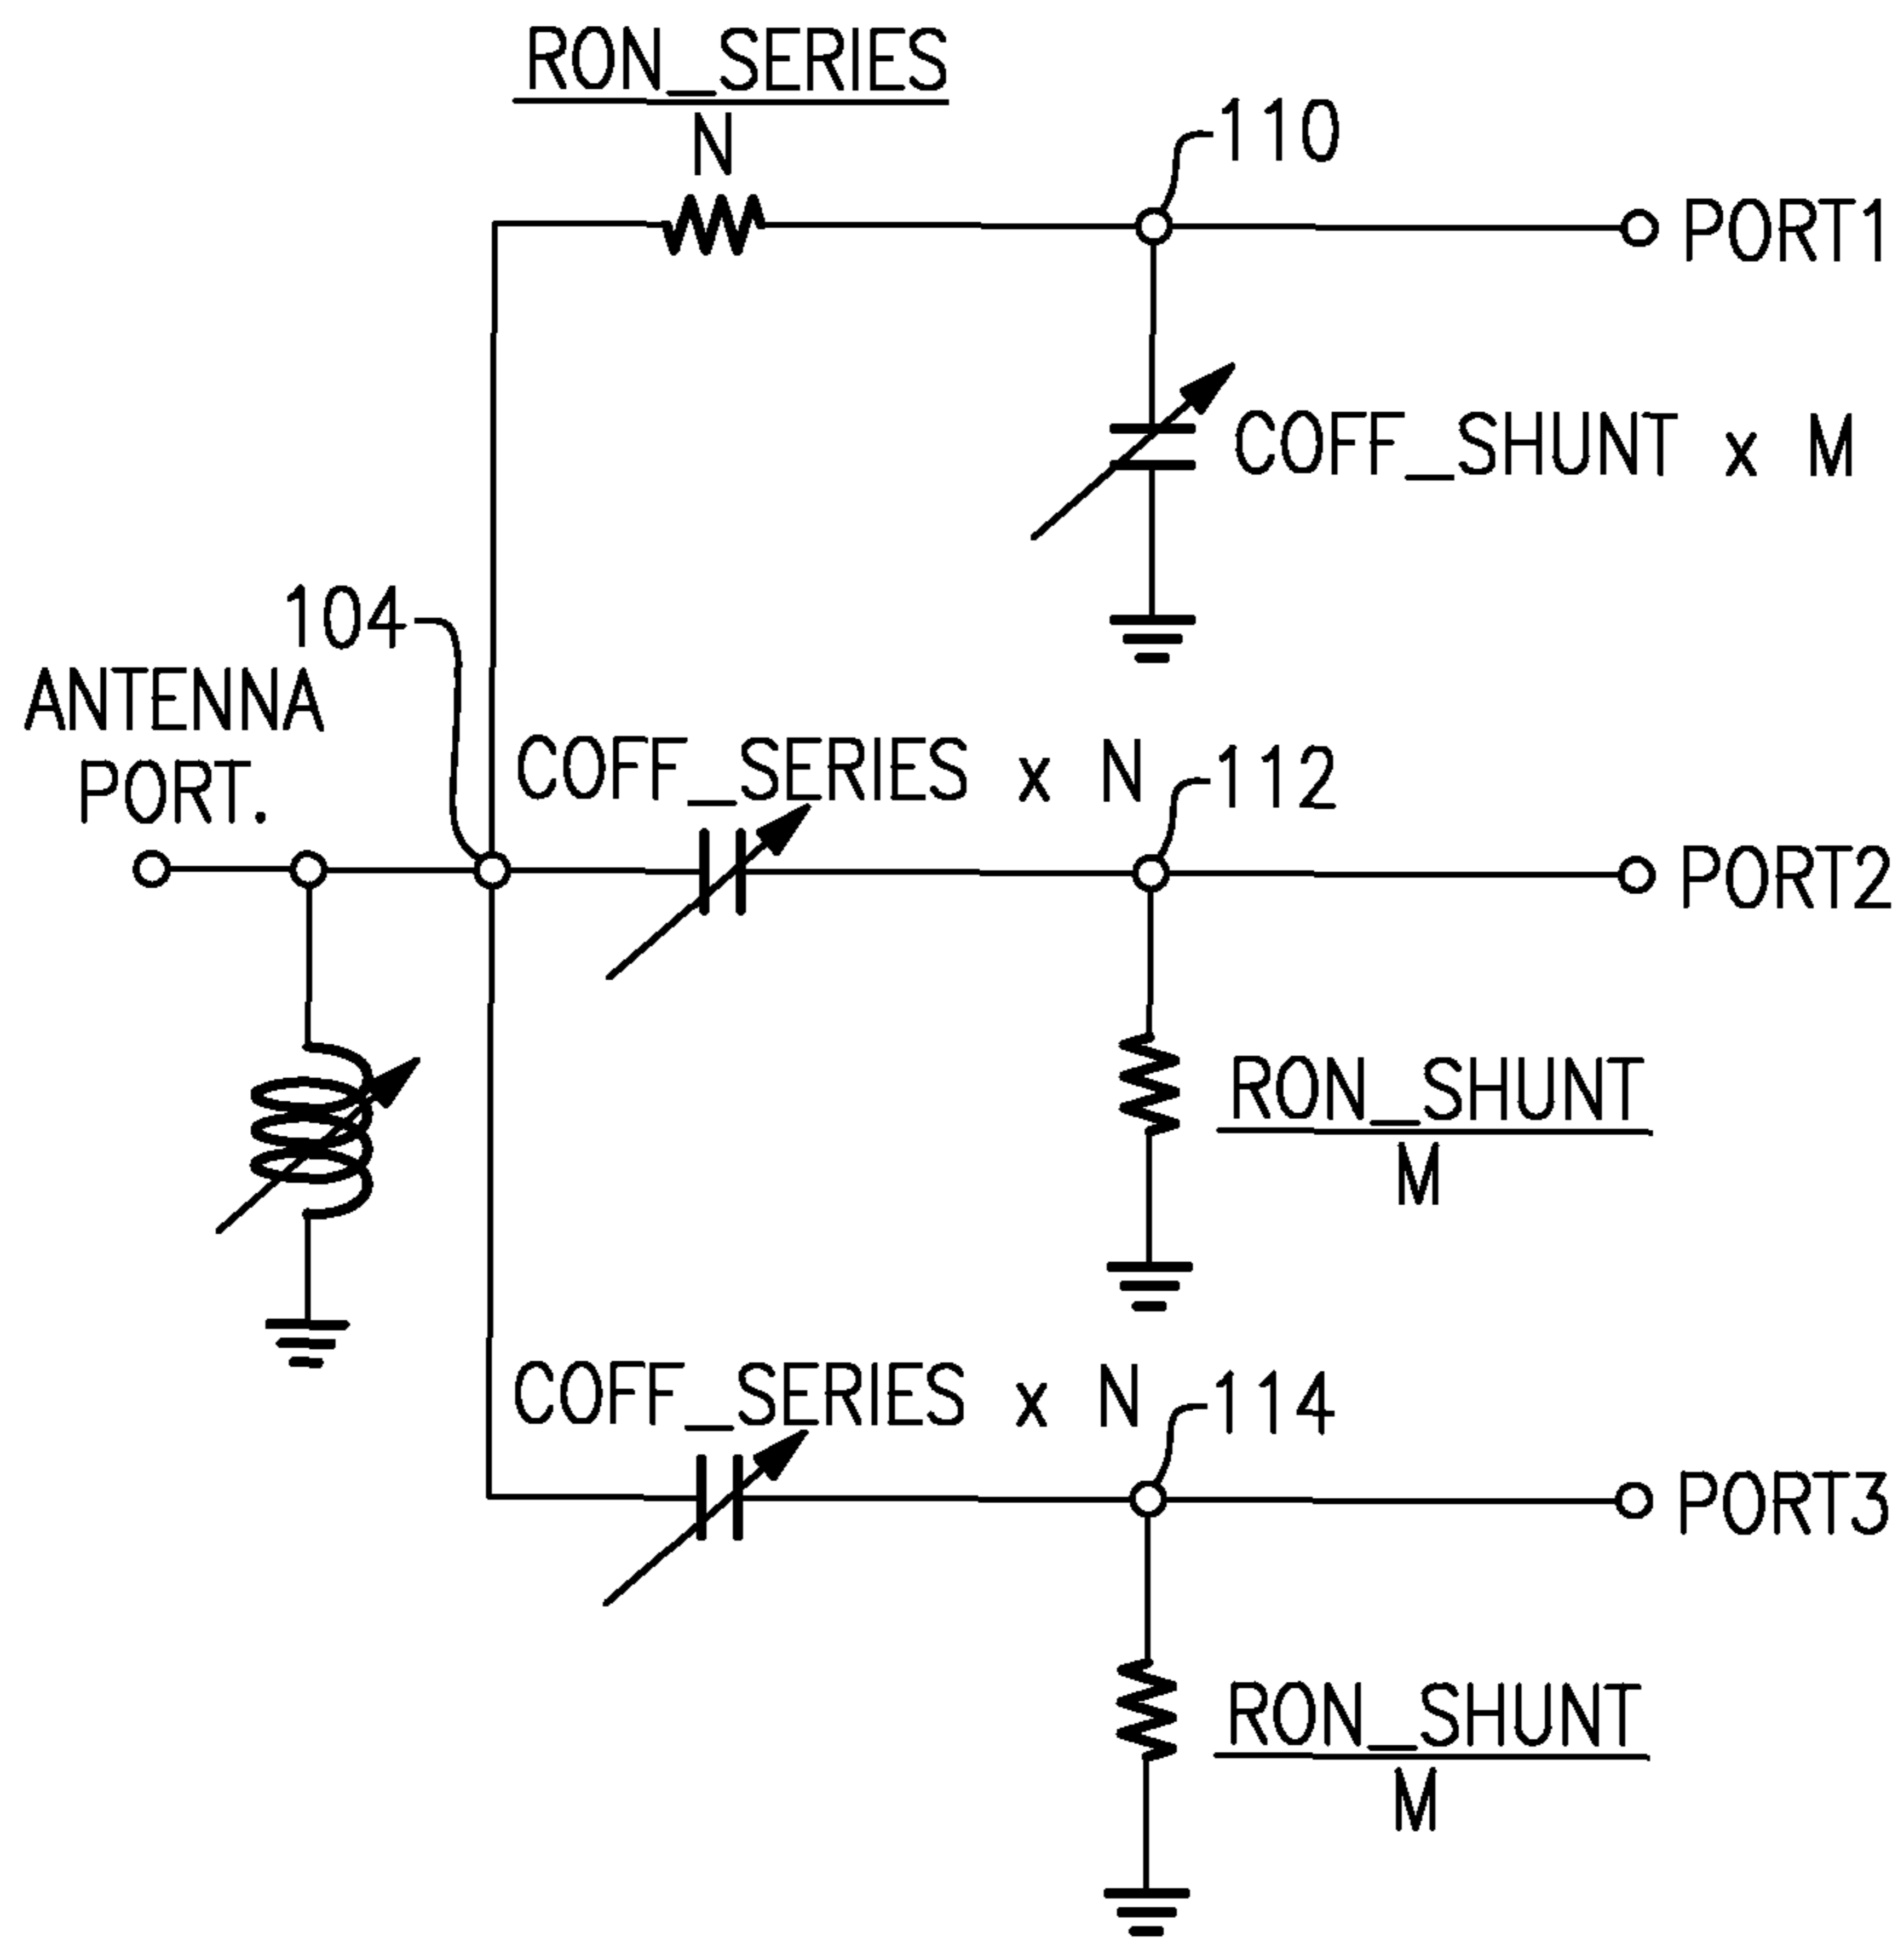 RON_SERIES
N
110
PORT1
COFF_SHUNT x M
104
ANTENNA
PORT.
COFF_SERIES x N
112
PORT2
RON_SHUNT
M
COFF_SERIES x N
114
PORT3
RON_SHUNT
M